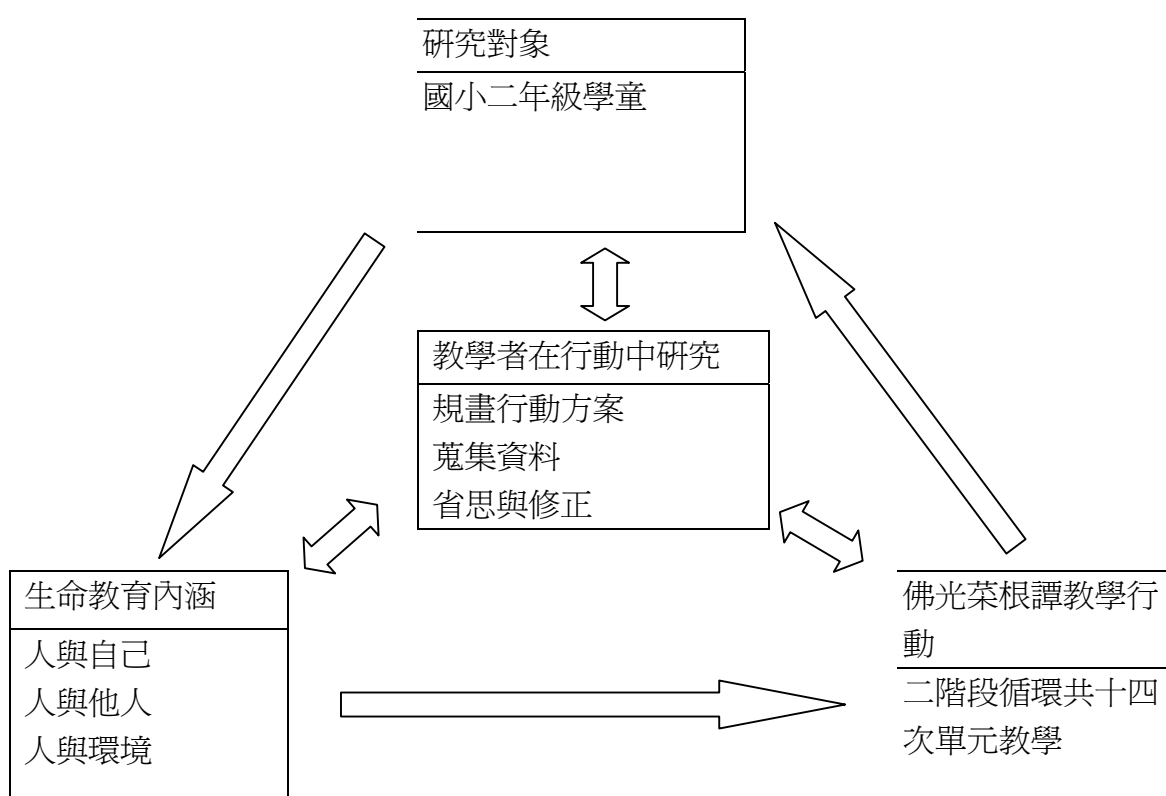 研究對象
國小二年級學童
教學者在行動中研究
規畫行動方案
蒐集資料
省思與修正
生命教育內涵
人與自己
人與他人
人與環境
佛光菜根譚教學行
動
二階段循環共十四
次單元教學